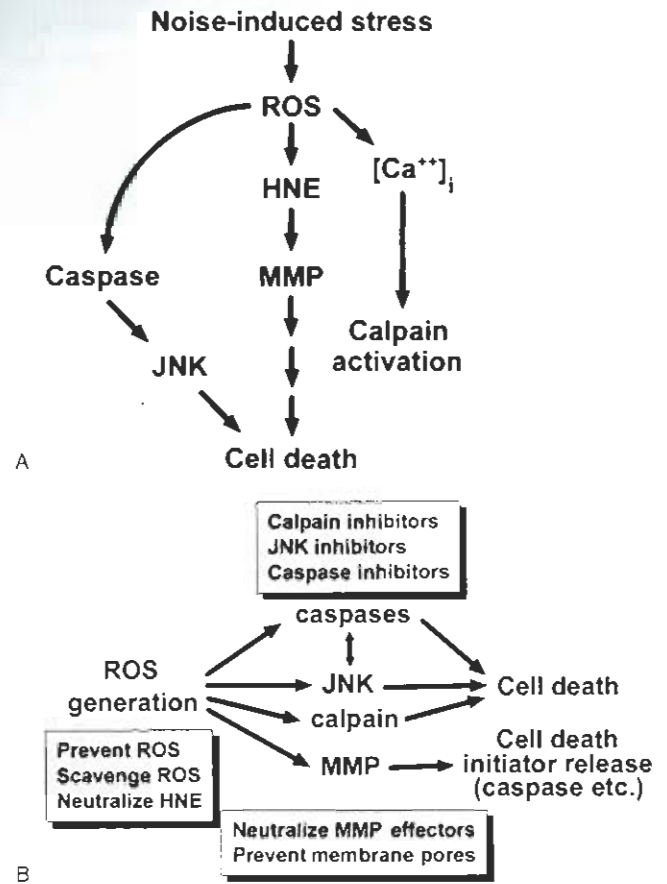 Noise-induced stress
ROS
[Ca⁺⁺]i
HNE
Caspase
MMP
Calpain
activation
JNK
Cell death
A
Calpain inhibitors
JNK inhibitors
Caspase inhibitors
caspases
ROS
generation
JNK
Cell death
calpain
Prevent ROS
Scavenge ROS
Neutralize HNE
MMP
Cell death
initiator release
(caspase etc.)
Neutralize MMP effectors
Prevent membrane pores
B